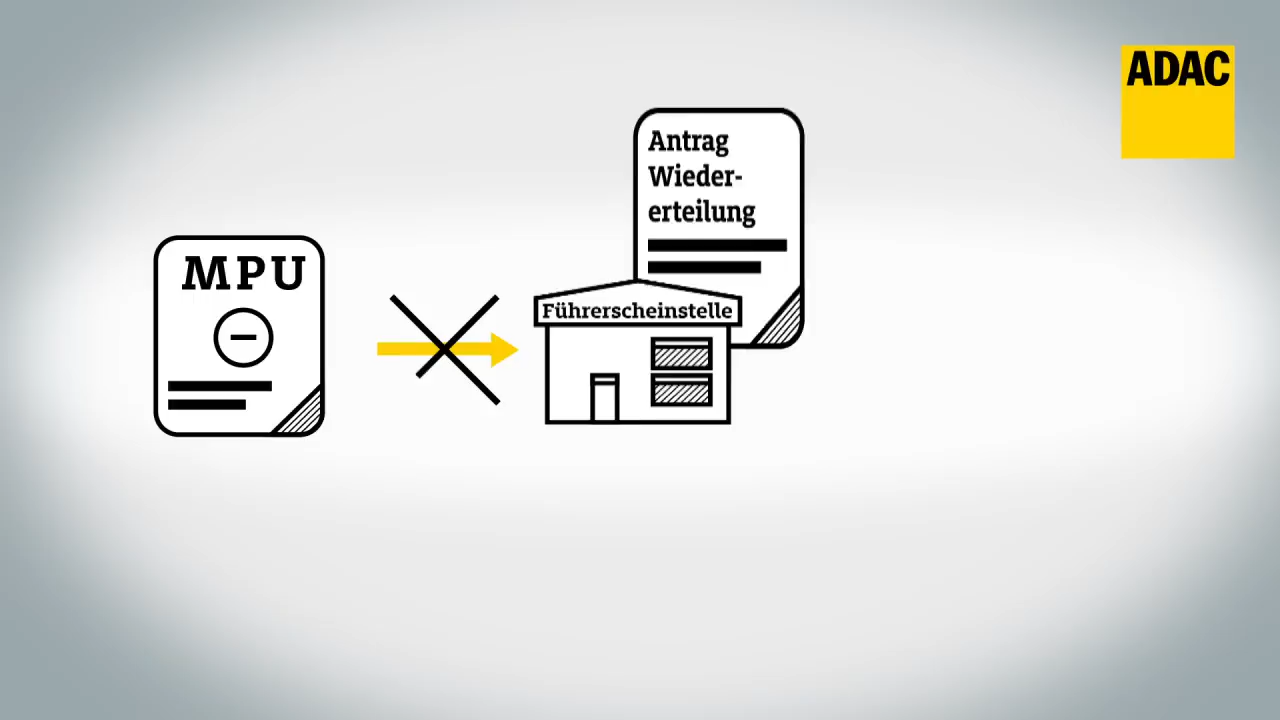 ADAC
Antrag
Wieder-
erteilung
MPU
Führerscheinstelle